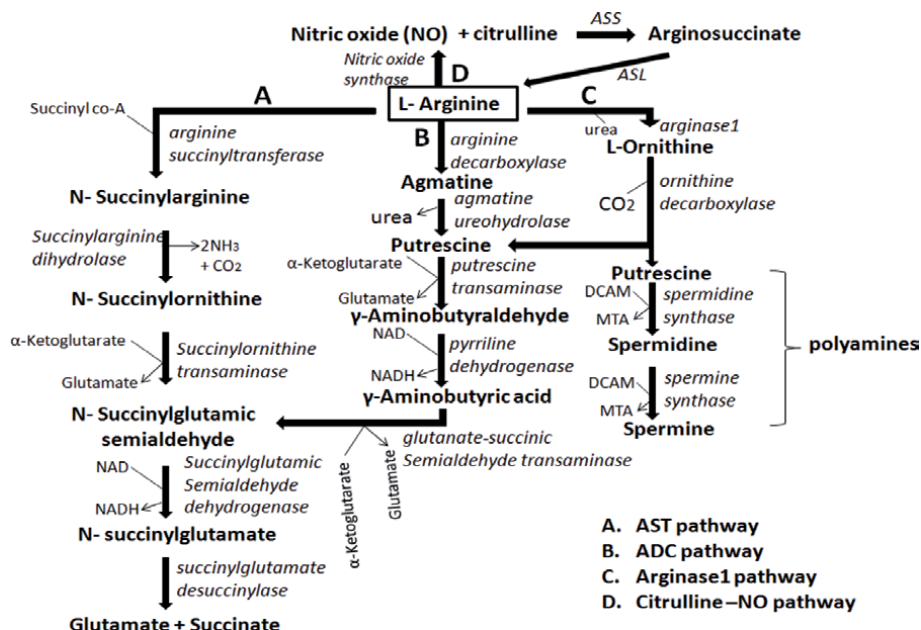 Nitric oxide (NO) + citrulline
ASS
Arginosuccinate
Nitric oxide
synthase
D
ASL
A
L- Arginine
C
Succinyl co-A
arginine
succinyltransferase
B
arginine
decarboxylase
urea
arginase1
L-Ornithine
N- Succinylarginine
Agmatine
urea
agmatine
ureohydrolase
CO2
ornithine
decarboxylase
Succinylarginine
dihydrolase
2NH3
+ CO2
Putrescine
α-Ketoglutarate
putrescine
transaminase
Glutamate
Putrescine
DCAM
spermidine
synthase
MTA
N- Succinylornithine
γ-Aminobutyraldehyde
α-Ketoglutarate
Succinylornithine
transaminase
Glutamate
NAD
pyrriline
dehydrogenase
NADH
Spermidine
polyamines
DCAM
spermine
synthase
MTA
Spermine
N- Succinylglutamic
semialdehyde
γ-Aminobutyric acid
glutanate-succinic
Semialdehyde transaminase
α-Ketoglutarate
Glutamate
NAD
Succinylglutamic
Semialdehyde
dehydrogenase
NADH
N- succinylglutamate
succinylglutamate
desuccinylase
Glutamate + Succinate
A. AST pathway
B. ADC pathway
C. Arginase1 pathway
D. Citrulline –NO pathway